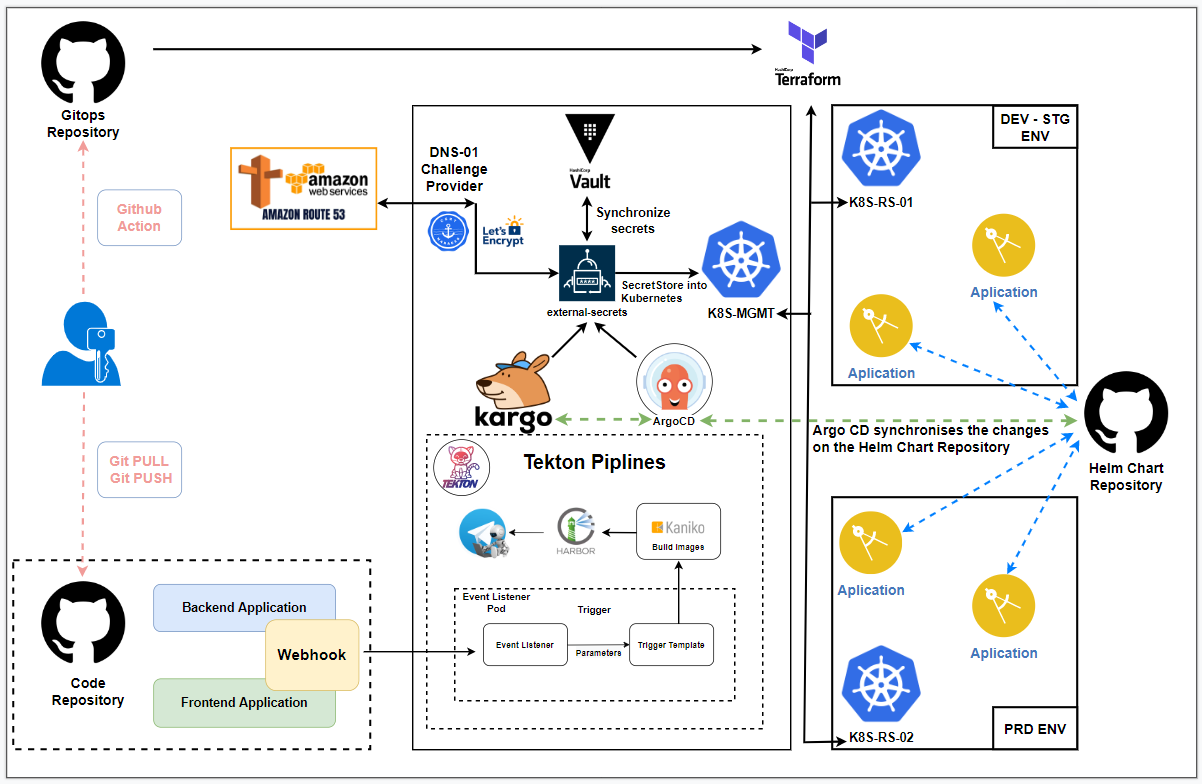 Gitops
Repository
HashiCorp
Terraform
Github
Action
amazon
web services
AMAZON ROUTE 53
DNS-01
Challenge
Provider
CERT
MANAGER
Let's
Encrypt
HashiCorp
Vault
Synchronize
secrets
****
external-secrets
SecretStore into
Kubernetes
K8S-MGMT
DEV - STG
ENV
K8S-RS-01
Aplication
Aplication
kargo
ArgoCD
Argo CD synchronises the changes
on the Helm Chart Repository
Helm Chart
Repository
Git PULL
Git PUSH
TEKTON
Tekton Piplines
HARBOR
Kaniko
Build Images
Event Listener
Pod
Trigger
Event Listener
Parameters
Trigger Template
Code
Repository
Backend Application
Webhook
Frontend Application
Aplication
Aplication
K8S-RS-02
PRD ENV